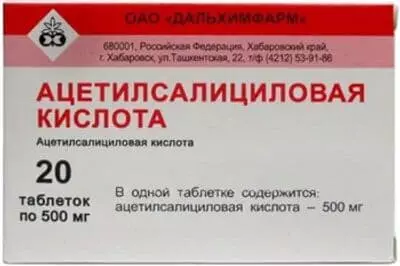 ОАО «ДАЛЬХИМФАРМ»
680001, Российская Федерация, Хабаровский край,
г. Хабаровск, ул.Ташкентская, 22, т/ф (4212) 53-91-86
АЦЕТИЛСАЛИЦИЛОВАЯ
КИСЛОТА
Ацетилсалициловая кислота
20
таблеток
по 500 мг
В одной таблетке содержится:
ацетилсалициловая кислота – 500 мг